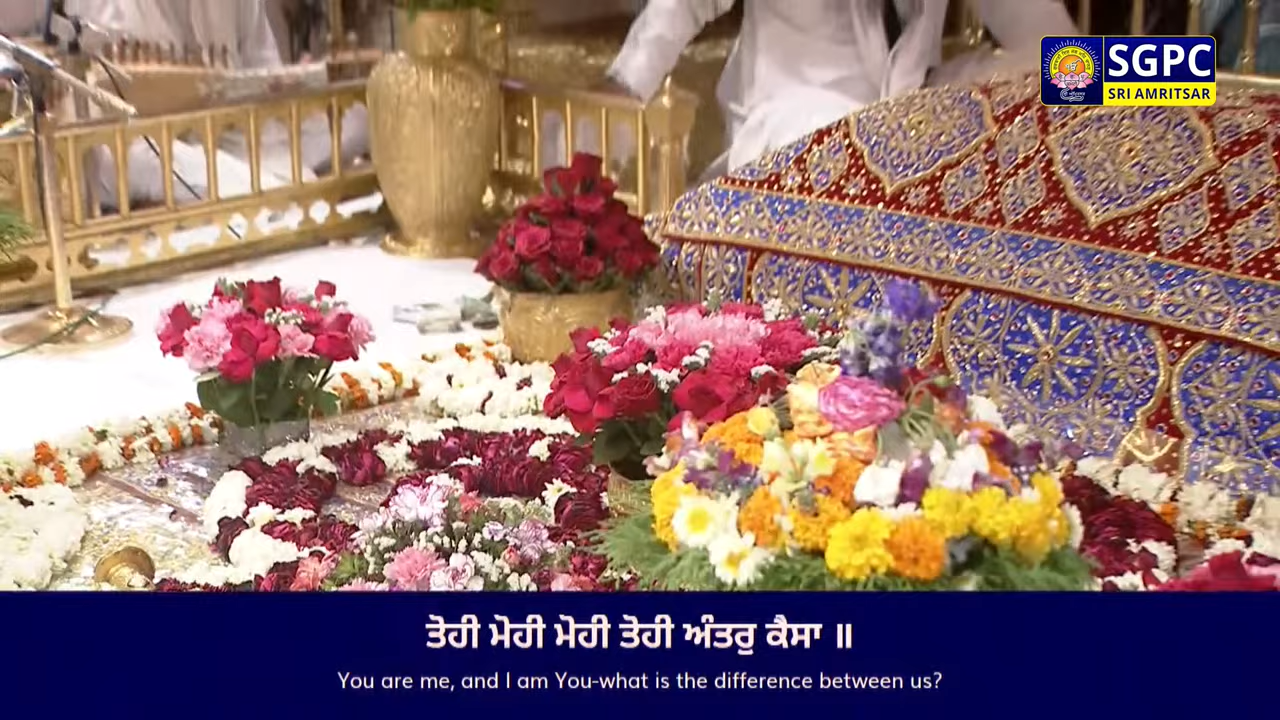 SGPC
SRI AMRITSAR
ਤੋਹੀ ਮੋਹੀ ਮੋਹੀ ਤੋਹੀ ਅੰਤਰੁ ਕੈਸਾ ॥
You are me, and I am You-what is the difference between us?